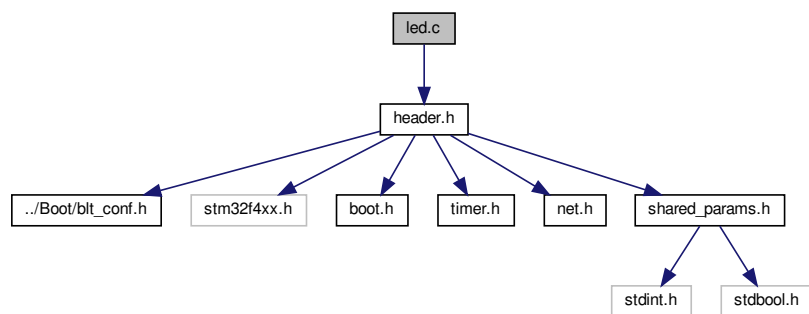 led.c
header.h
../Boot/blt_conf.h
stm32f4xx.h
boot.h
timer.h
net.h
shared_params.h
stdint.h
stdbool.h